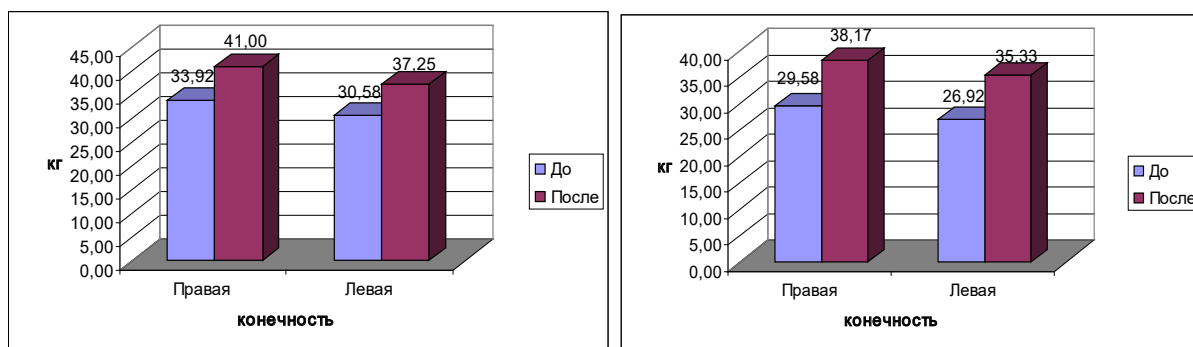 41,00
45,00
40,00
33,92
37,25
35,00
30,58
30,00
25,00
кг
20,00
15,00
10,00
5,00
0,00
Правая
Левая
конечность
До
После
38,17
40,00
35,33
35,00
29,58
26,92
30,00
25,00
кг
20,00
15,00
10,00
5,00
0,00
Правая
Левая
конечность
До
После